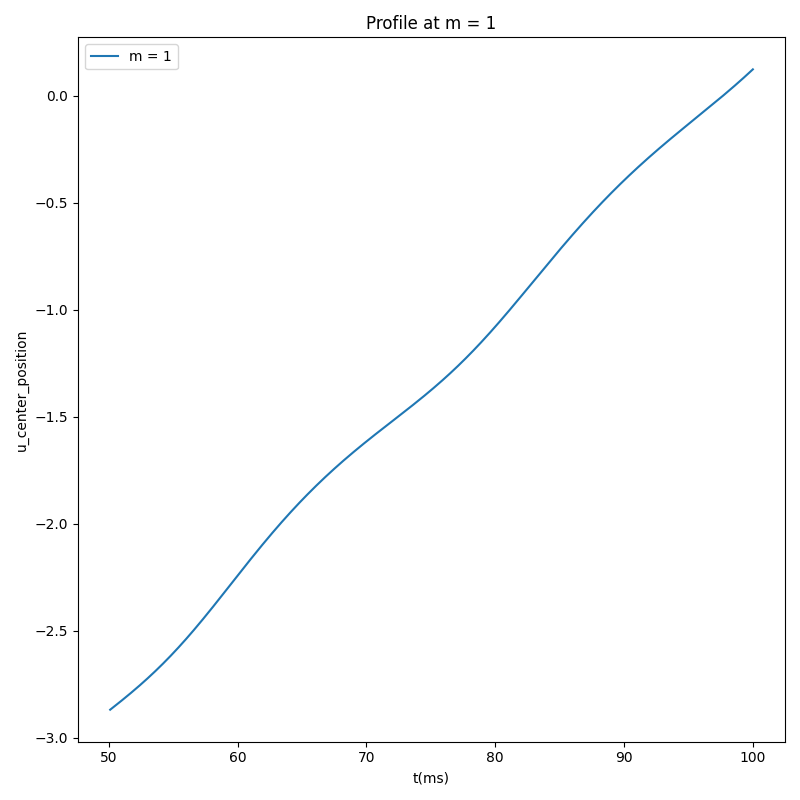 Profile at m = 1
m = 1
0.0
−0.5
−1.0
−1.5
−2.0
−2.5
−3.0
u_center_position
50 60 70 80 90 100
t(ms)